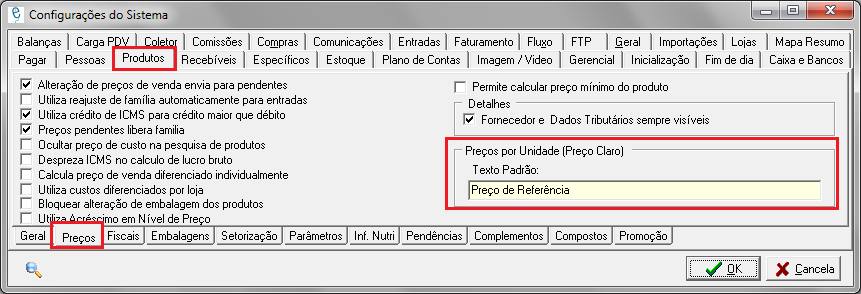 Configurações do Sistema
Balanças Carga PDV Coletor Comissões Compras Comunicações Entradas Faturamento Fluxo FTP Geral Importações Lojas Mapa Resumo
Pagar Pessoas Produtos Recebíveis Específicos Estoque Plano de Contas Imagem / Video Gerencial Inicialização Fim de dia Caixa e Bancos
Alteração de preços de venda envia para pendentes
Utiliza reajuste de família automaticamente para entradas
Utiliza crédito de ICMS para crédito maior que débito
Preços pendentes libera familia
Ocultar preço de custo na pesquisa de produtos
Despreza ICMS no calculo de lucro bruto
Calcula preço de venda diferenciado individualmente
Utiliza custos diferenciados por loja
Bloquear alteração de embalagem dos produtos
Utiliza Acréscimo em Nível de Preço
Permite calcular preço mínimo do produto
Detalhes
Fornecedor e Dados Tributários sempre visíveis
Preços por Unidade (Preço Claro)
Texto Padrão:
Preço de Referência
Geral Preços Fiscais Embalagens Setorização Parâmetros Inf. Nutri Pendências Complementos Compostos Promoção
OK Cancela